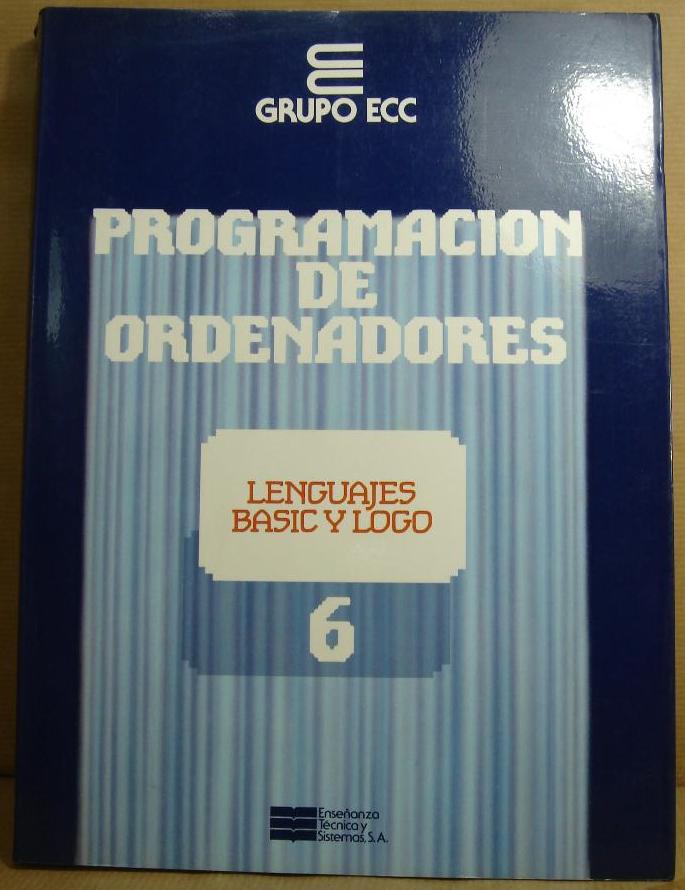 GRUPO ECC
PROGRAMACION
DE
ORDENADORES
LENGUAJES
BASIC Y LOGO
6
Enseñanza
Técnica y
Sistemas, S.A.